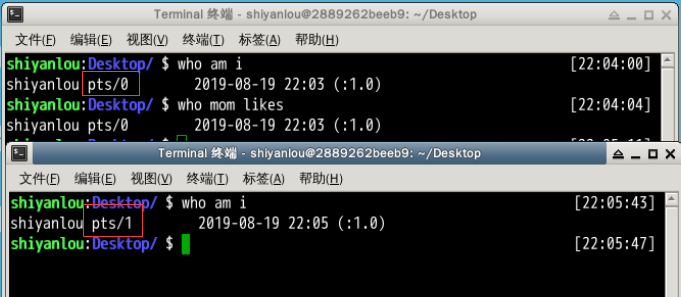 Terminal 终端 - shiyanlou@2889262beeb9: ~/Desktop
文件(F) 编辑(E) 视图(V) 终端(T) 标签(A) 帮助(H)
shiyanlou:Desktop/ $ who am i [22:04:00]
shiyanlou pts/0 2019-08-19 22:03 (:1.0)
shiyanlou:Desktop/ $ who mom likes [22:04:04]
shiyanlou pts/0 2019-08-19 22:03 (:1.0)
Terminal 终端 - shiyanlou@2889262beeb9: ~/Desktop
文件(F) 编辑(E) 视图(V) 终端(T) 标签(A) 帮助(H)
shiyanlou:Desktop/ $ who am i [22:05:43]
shiyanlou pts/1 2019-08-19 22:05 (:1.0)
shiyanlou:Desktop/ $ [22:05:47]